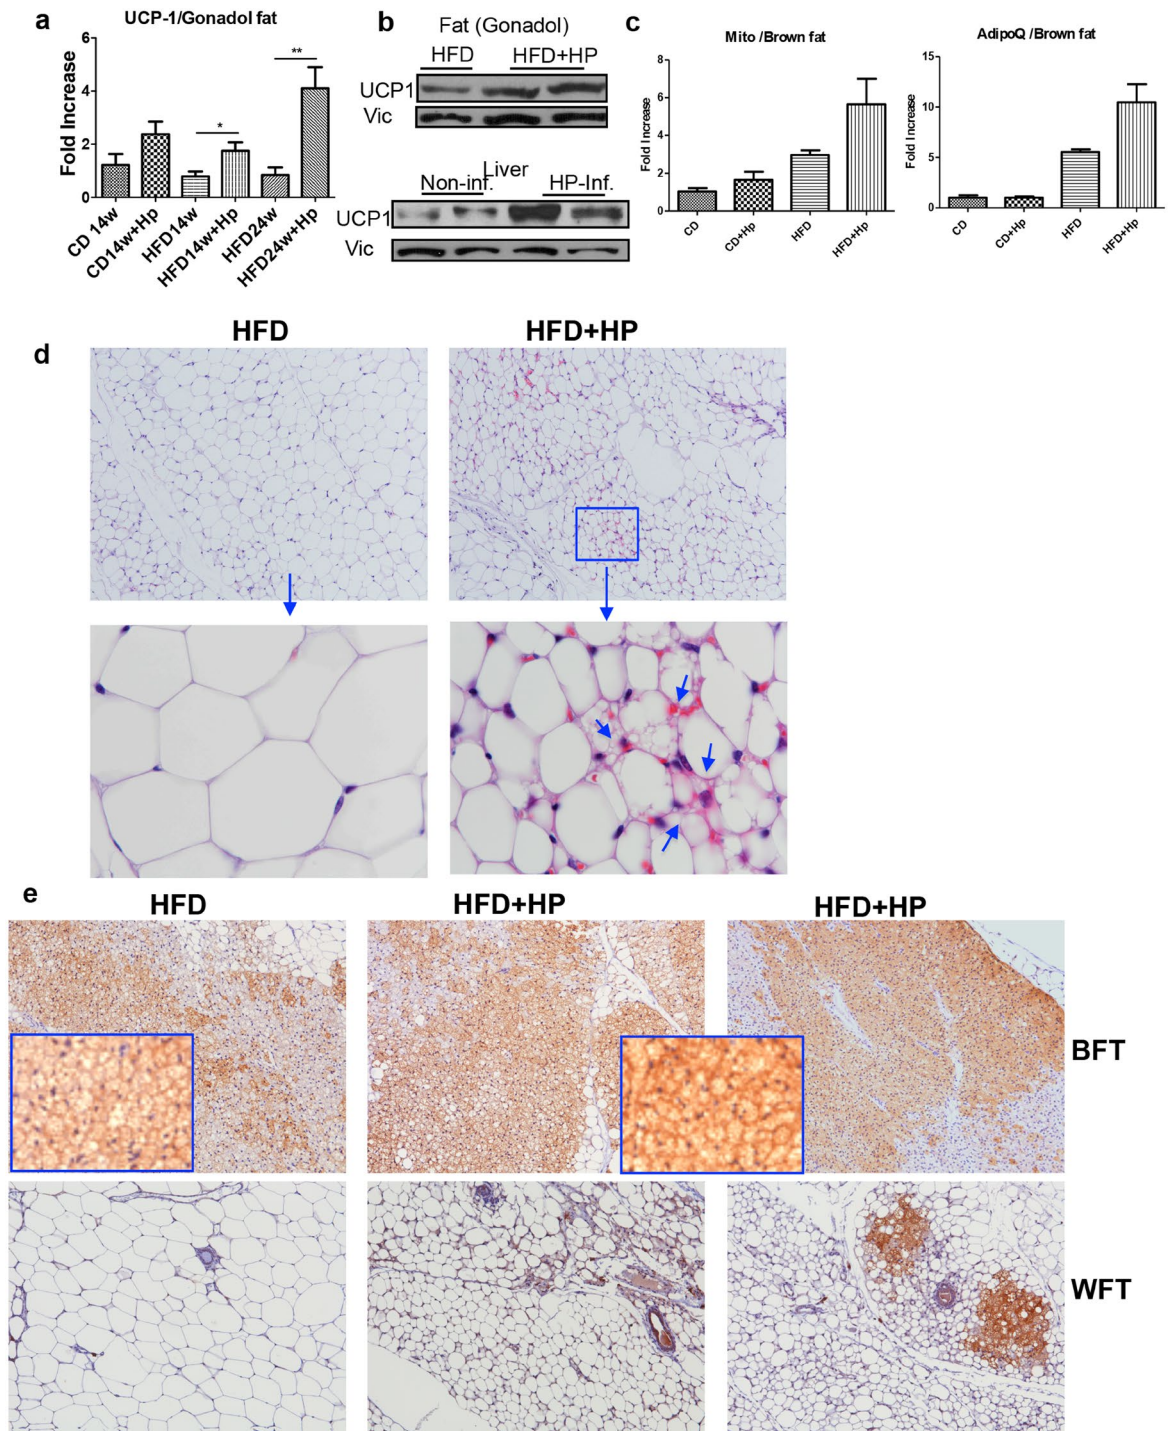 a
UCP-1/Gonadol fat
Fold Increase
6
4
2
0
*
**
CD 14w
CD14w+Hp
HFD14w
HFD14w+Hp
HFD24w
HFD24w+Hp
b
Fat (Gonadol)
HFD HFD+HP
UCP1
Vic
Liver
Non-inf. HP-Inf.
UCP1
Vic
c
Mito /Brown fat
Fold Increase
8
6
4
2
0
CD
CD+Hp
HFD
HFD+Hp
AdipoQ /Brown fat
Fold Increase
15
10
5
0
CD
CD+Hp
HFD
HFD+Hp
d
HFD HFD+HP
e
HFD HFD+HP HFD+HP
BFT
WFT